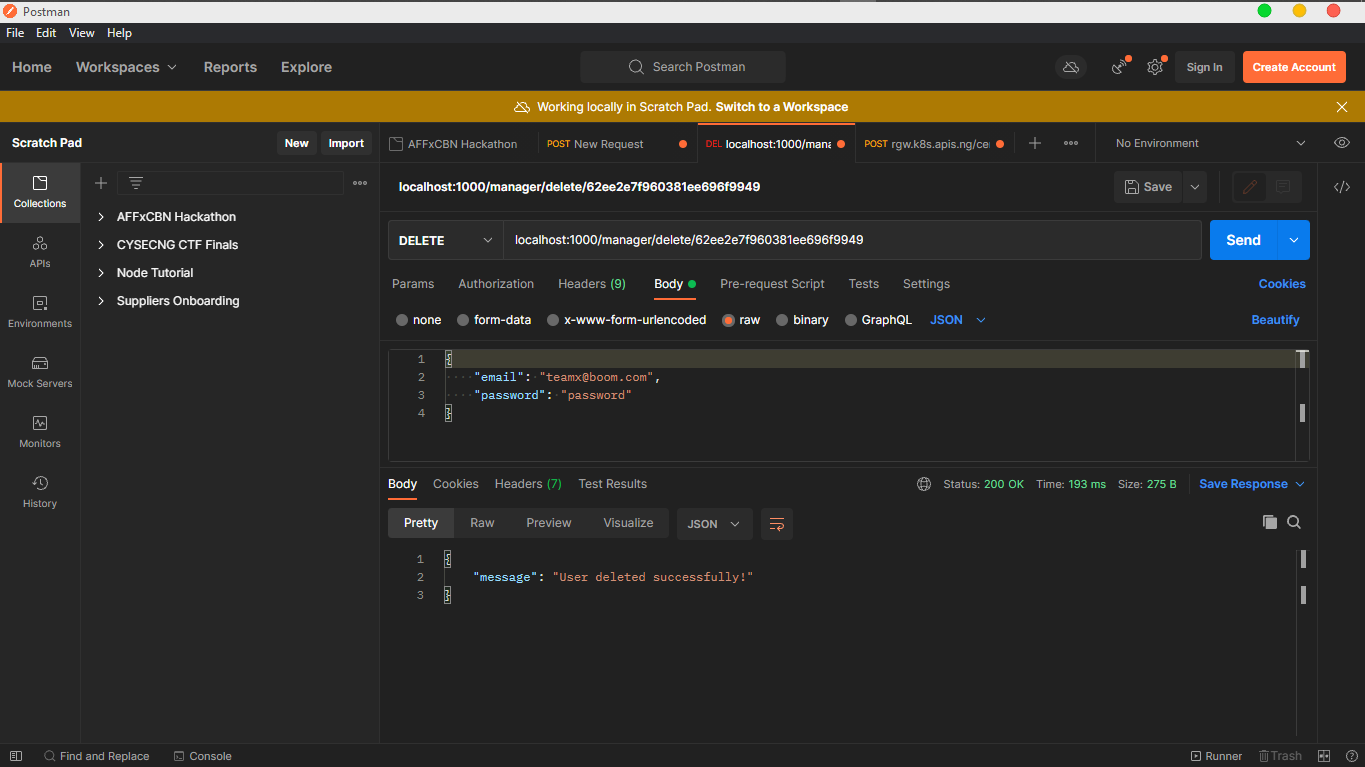 Postman
File Edit View Help
Home Workspaces Reports Explore Search Postman Sign In Create Account
Working locally in Scratch Pad. Switch to a Workspace
Scratch Pad New Import AFFxCBN Hackathon POST New Request DEL localhost:1000/mana POST rgw.k8s.apis.ng/ce No Environment
localhost:1000/manager/delete/62ee2e7f960381ee696f9949 Save
Collections
APIs
Environments
Mock Servers
Monitors
History
AFFxCBN Hackathon
CYSECNG CTF Finals
Node Tutorial
Suppliers Onboarding
DELETE localhost:1000/manager/delete/62ee2e7f960381ee696f9949 Send
Params Authorization Headers (9) Body Pre-request Script Tests Settings Cookies
none form-data x-www-form-urlencoded raw binary GraphQL JSON Beautify
1 {
2 "email": "teamx@boom.com",
3 "password": "password"
4 }
Body Cookies Headers (7) Test Results Status: 200 OK Time: 193 ms Size: 275 B Save Response
Pretty Raw Preview Visualize JSON
1 {
2 "message": "User deleted successfully!"
3 }
Find and Replace Console Runner Trash